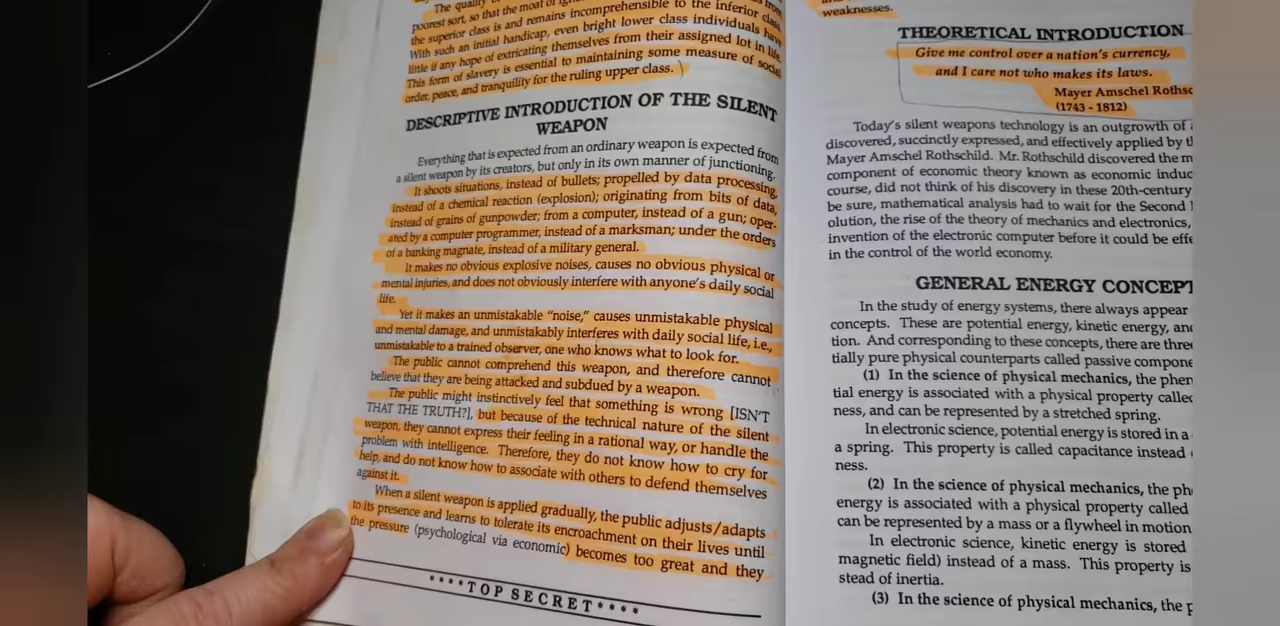 The quality
poorest sort, so that the moat of
the superior class is and remains incomprehensible to the inferior class.
With such an initial handicap, even bright lower class individuals have
little if any hope of extricating themselves from their assigned lot in life.
This form of slavery is essential to maintaining some measure of social
order, peace, and tranquility for the ruling upper class.
DESCRIPTIVE INTRODUCTION OF THE SILENT
WEAPON
Everything that is expected from an ordinary weapon is expected from
a silent weapon by its creators, but only in its own manner of junctioning.
It shoots situations, instead of bullets; propelled by data processing,
instead of a chemical reaction (explosion); originating from bits of data,
instead of grains of gunpowder; from a computer, instead of a gun; oper-
ated by a computer programmer, instead of a marksman; under the orders
of a banking magnate, instead of a military general.
It makes no obvious explosive noises, causes no obvious physical or
mental injuries, and does not obviously interfere with anyone's daily social
life.
Yet it makes an unmistakable "noise," causes unmistakable physical
and mental damage, and unmistakably interferes with daily social life, i.e.,
unmistakable to a trained observer, one who knows what to look for.
The public cannot comprehend this weapon, and therefore cannot
believe that they are being attacked and subdued by a weapon.
The public might instinctively feel that something is wrong [ISN'T
THAT THE TRUTH?], but because of the technical nature of the silent
weapon, they cannot express their feeling in a rational way, or handle the
problem with intelligence. Therefore, they do not know how to cry for
help, and do not know how to associate with others to defend themselves
against it.
When a silent weapon is applied gradually, the public adjusts/adapts
to its presence and learns to tolerate its encroachment on their lives until
the pressure (psychological via economic) becomes too great and they
****TOP SECRET****
weaknesses.
THEORETICAL INTRODUCTION
Give me control over a nation's currency,
and I care not who makes its laws.
Mayer Amschel Rothsc
(1743 - 1812)
Today's silent weapons technology is an outgrowth of
discovered, succinctly expressed, and effectively applied by
Mayer Amschel Rothschild. Mr. Rothschild discovered the m
component of economic theory known as economic induc
course, did not think of his discovery in these 20th-century
be sure, mathematical analysis had to wait for the Second
olution, the rise of the theory of mechanics and electronics,
invention of the electronic computer before it could be effe
in the control of the world economy.
GENERAL ENERGY CONCEPT
In the study of energy systems, there always appear
concepts. These are potential energy, kinetic energy, and
tion. And corresponding to these concepts, there are three
tially pure physical counterparts called passive compone
(1) In the science of physical mechanics, the phen
tial energy is associated with a physical property called
ness, and can be represented by a stretched spring.
In electronic science, potential energy is stored in a
a spring. This property is called capacitance instead
ness.
(2) In the science of physical mechanics, the ph
energy is associated with a physical property called
can be represented by a mass or a flywheel in motion
In electronic science, kinetic energy is stored
magnetic field) instead of a mass. This property is
stead of inertia.
(3) In the science of physical mechanics, the p